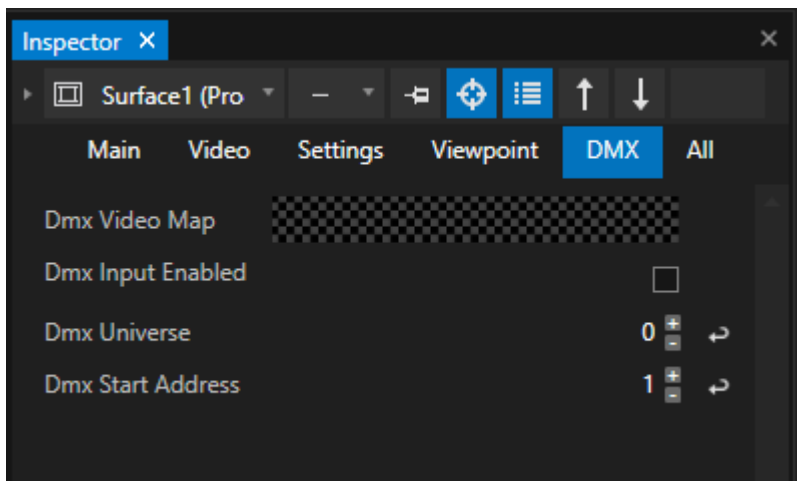 Inspector
Surface1 (Pro
Main Video Settings Viewpoint DMX All
Dmx Video Map
Dmx Input Enabled
Dmx Universe 0
Dmx Start Address 1